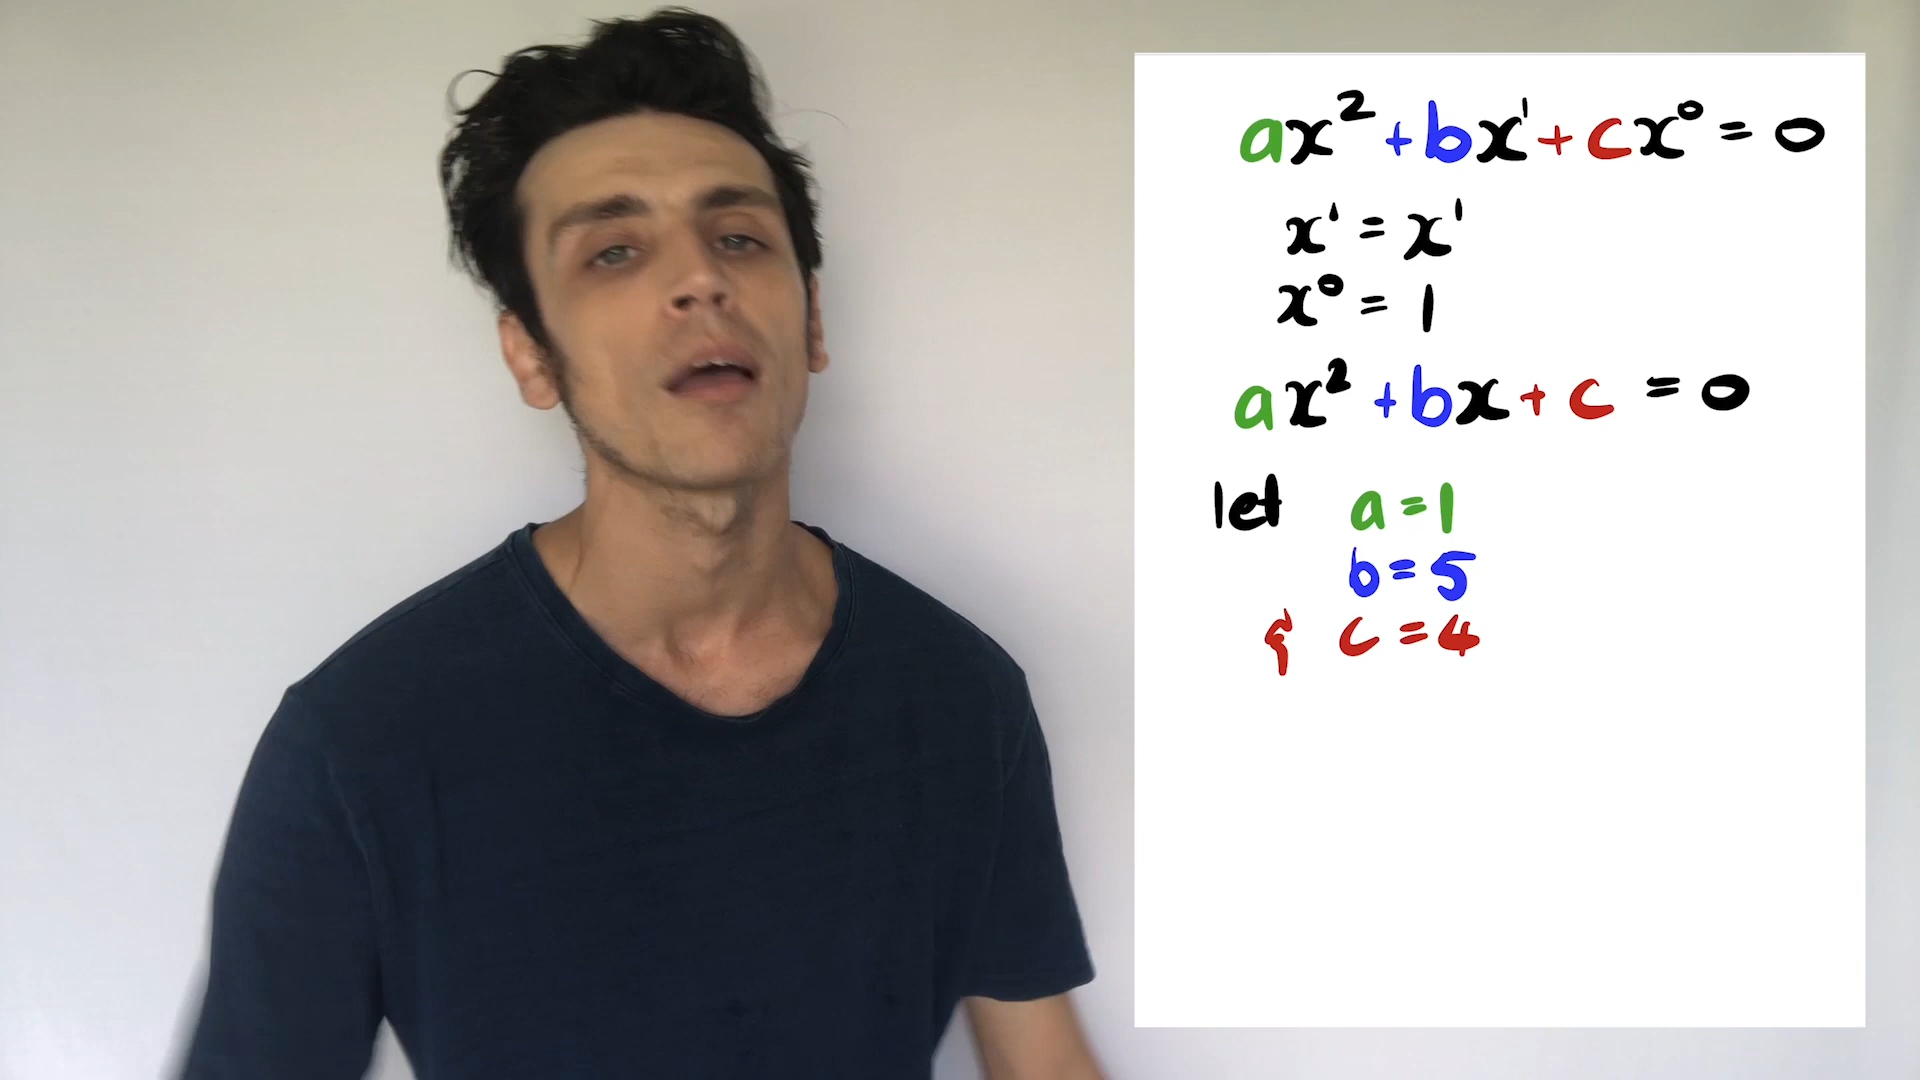 ax² + bx¹ + cx⁰ = 0
x¹ = x¹
x⁰ = 1
ax² + bx + c = 0
let a = 1
b = 5
& c = 4